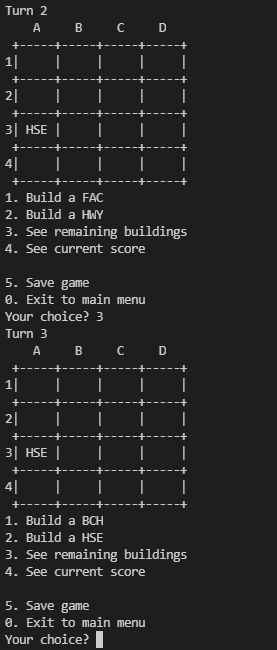 Turn 2
    A     B     C     D
 +-----+-----+-----+-----+
1|     |     |     |     |
 +-----+-----+-----+-----+
2|     |     |     |     |
 +-----+-----+-----+-----+
3| HSE |     |     |     |
 +-----+-----+-----+-----+
4|     |     |     |     |
 +-----+-----+-----+-----+
1. Build a FAC
2. Build a HWY
3. See remaining buildings
4. See current score

5. Save game
0. Exit to main menu
Your choice? 3
Turn 3
    A     B     C     D
 +-----+-----+-----+-----+
1|     |     |     |     |
 +-----+-----+-----+-----+
2|     |     |     |     |
 +-----+-----+-----+-----+
3| HSE |     |     |     |
 +-----+-----+-----+-----+
4|     |     |     |     |
 +-----+-----+-----+-----+
1. Build a BCH
2. Build a HSE
3. See remaining buildings
4. See current score

5. Save game
0. Exit to main menu
Your choice?